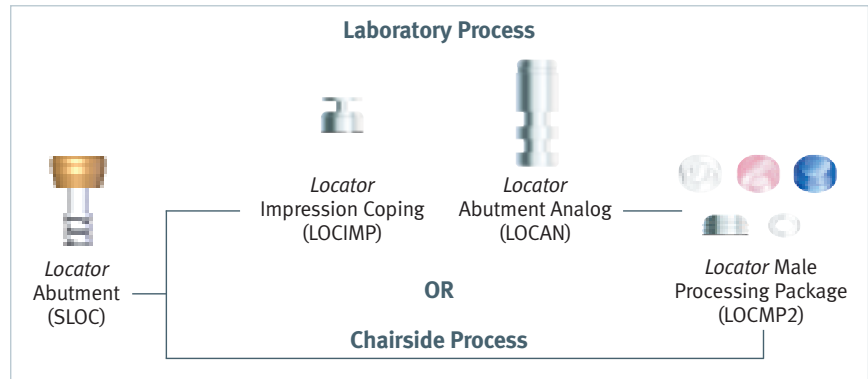 Laboratory Process
Locator
Impression Coping
(LOCIMP)
Locator
Abutment Analog
(LOCAN)
Locator
Abutment
(SLOC)
Locator Male
Processing Package
(LOCMP2)
OR
Chairside Process